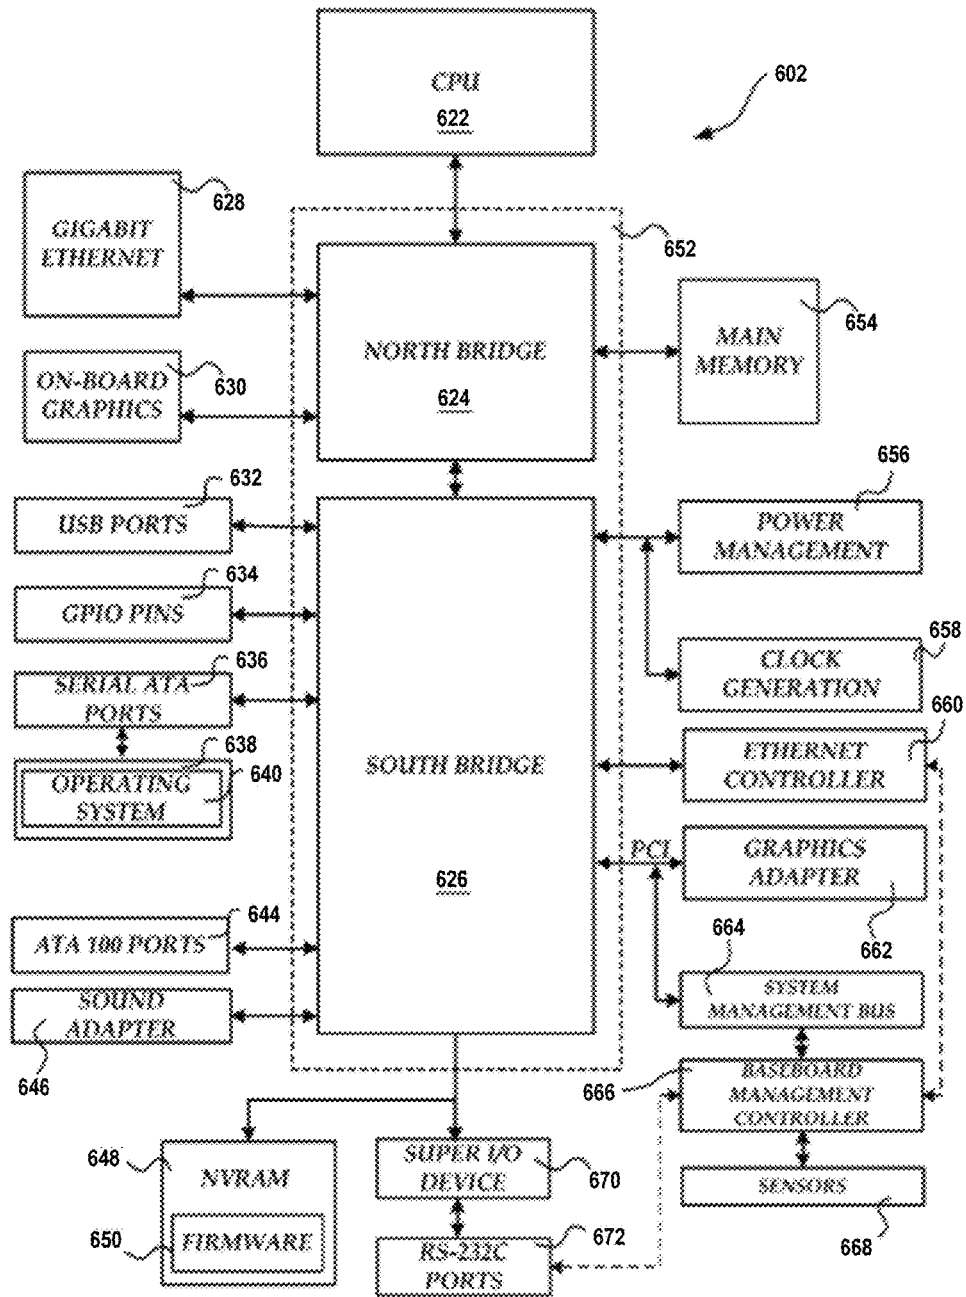 CPU
622
602
628
GIGABIT
ETHERNET
652
NORTH BRIDGE
624
654
MAIN
MEMORY
630
ON-BOARD
GRAPHICS
632
USB PORTS
656
POWER
MANAGEMENT
634
GPIO PINS
636
SERIAL ATA
PORTS
658
CLOCK
GENERATION
638
640
OPERATING
SYSTEM
SOUTH BRIDGE
626
660
ETHERNET
CONTROLLER
PCI
GRAPHICS
ADAPTER
662
644
ATA 100 PORTS
664
SYSTEM
MANAGEMENT BUS
SOUND
ADAPTER
646
666
BASEBOARD
MANAGEMENT
CONTROLLER
648
NVRAM
650
FIRMWARE
SUPER I/O
DEVICE
670
SENSORS
668
RS-232C
PORTS
672